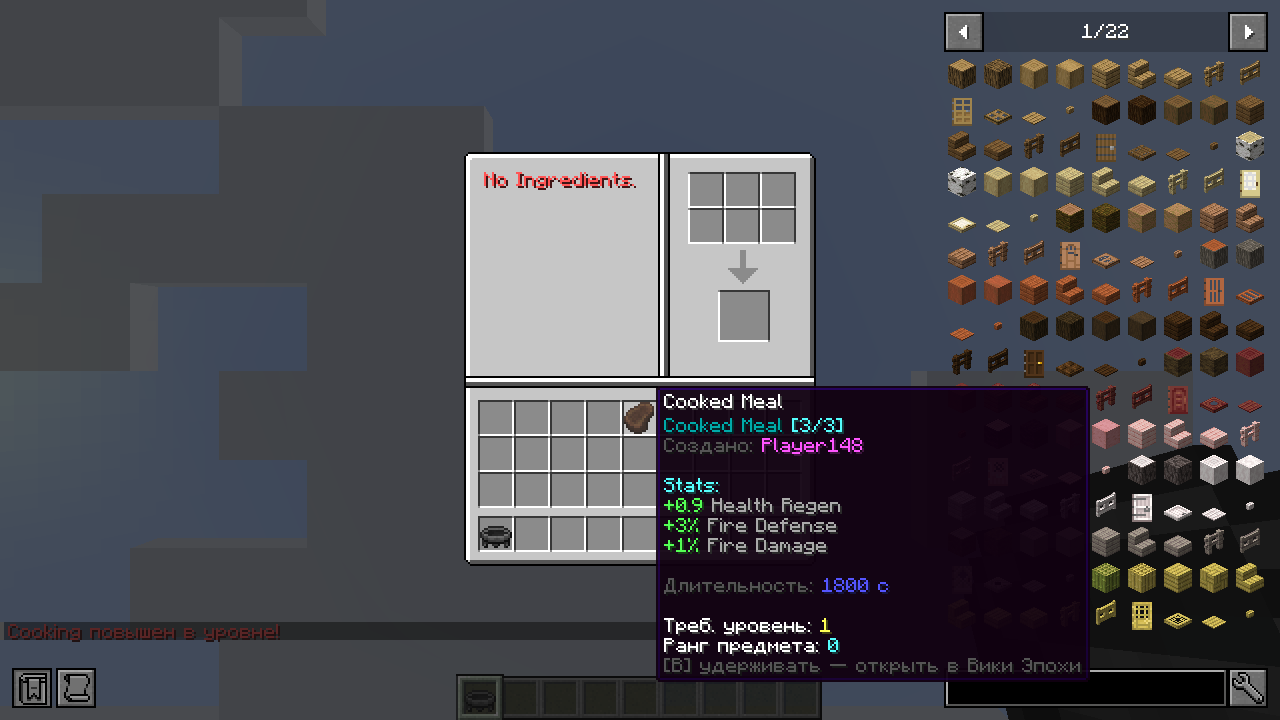 1/22
No Ingredients.
Cooked Meal
Cooked Meal [3/3]
Создано: Player148
Stats:
+0.9 Health Regen
+3% Fire Defense
+1% Fire Damage
Длительность: 1800 с
Треб. уровень: 1
Ранг предмета: 0
[B] удерживать — открыть в Вики Эпохи
Cooking повышен в уровне!